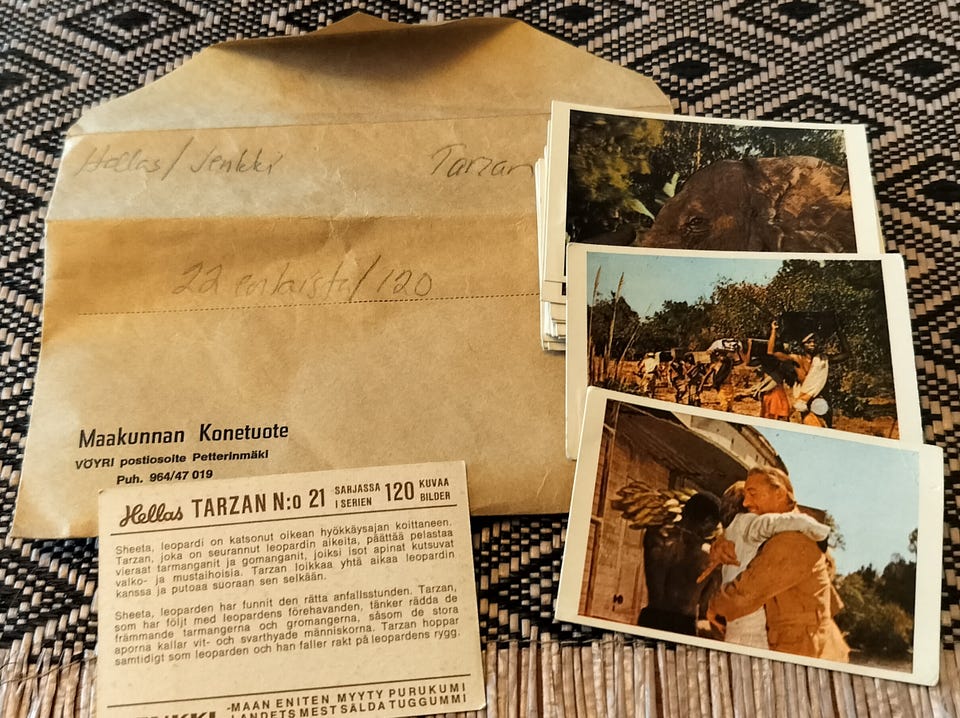 Hellas/Jenkki Tarzan
22 erilaista/120
Maakunnan Konetuote
VÖYRI postiosoite Petterinmäki
Puh. 964/47 019
Hellas TARZAN N:o 21 SARJASSA I SERIEN 120 KUVAA BILDER
Sheeta, leopardi on katsonut oikean hyökkäysajan koittaneen.
Tarzan, joka on seurannut leopardin aikeita, päättää pelastaa
vieraat tarmanganit ja gomanganit, joiksi isot apinat kutsuvat
valko- ja mustaihoisia. Tarzan loikkaa yhtä aikaa leopardin
kanssa ja putoaa suoraan sen selkään.
Sheeta, leoparden har funnit den rätta anfallsstunden. Tarzan,
som har följt med leopardens förehavanden, tänker rädda de
främmande tarmangerna och gromangerna, såsom de stora
aporna kallar vit- och svarthyade människorna. Tarzan hoppar
samtidigt som leoparden och han faller rakt på leopardens rygg.
-MAAN ENITEN MYYTY PURUKUMI
LANDETS MEST SÅLDA TUGGUMMI